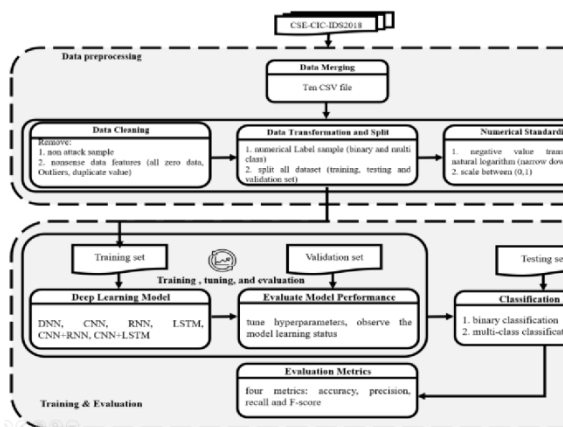 CSE-CIC-IDS2018
Data preprocessing
Data Merging
Ten CSV file
Data Cleaning
Remove:
1. non attack sample
2. nonsense data features (all zero data,
Outliers, duplicate value)
Data Transformation and Split
1. numerical Label sample (binary and multi
class)
2. split all dataset (training, testing and
validation set)
Numerical Standardi
1. negative value trans
natural logarithm (narrow dow
2. scale between (0,1)
Training set
Validation set
Testing se
Training , tuning, and evaluation
Deep Learning Model
DNN, CNN, RNN, LSTM,
CNN+RNN, CNN+LSTM
Evaluate Model Performance
tune hyperparameters, observe the
model learning status
Classification
1. binary classification
2. multi-class classificat
Evaluation Metrics
four metrics: accuracy, precision,
recall and F-score
Training & Evaluation